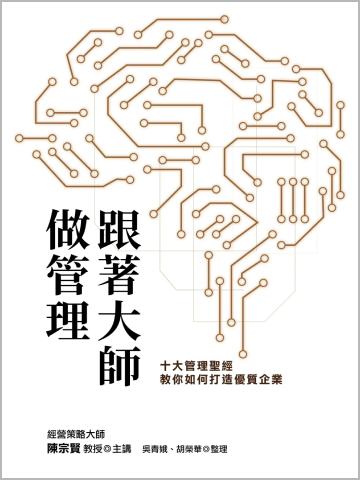 跟著大師
做管理
十大管理聖經
教你如何打造優質企業
經營策略大師
陳宗賢 教授◎主講 吳青娥、胡榮華◎整理